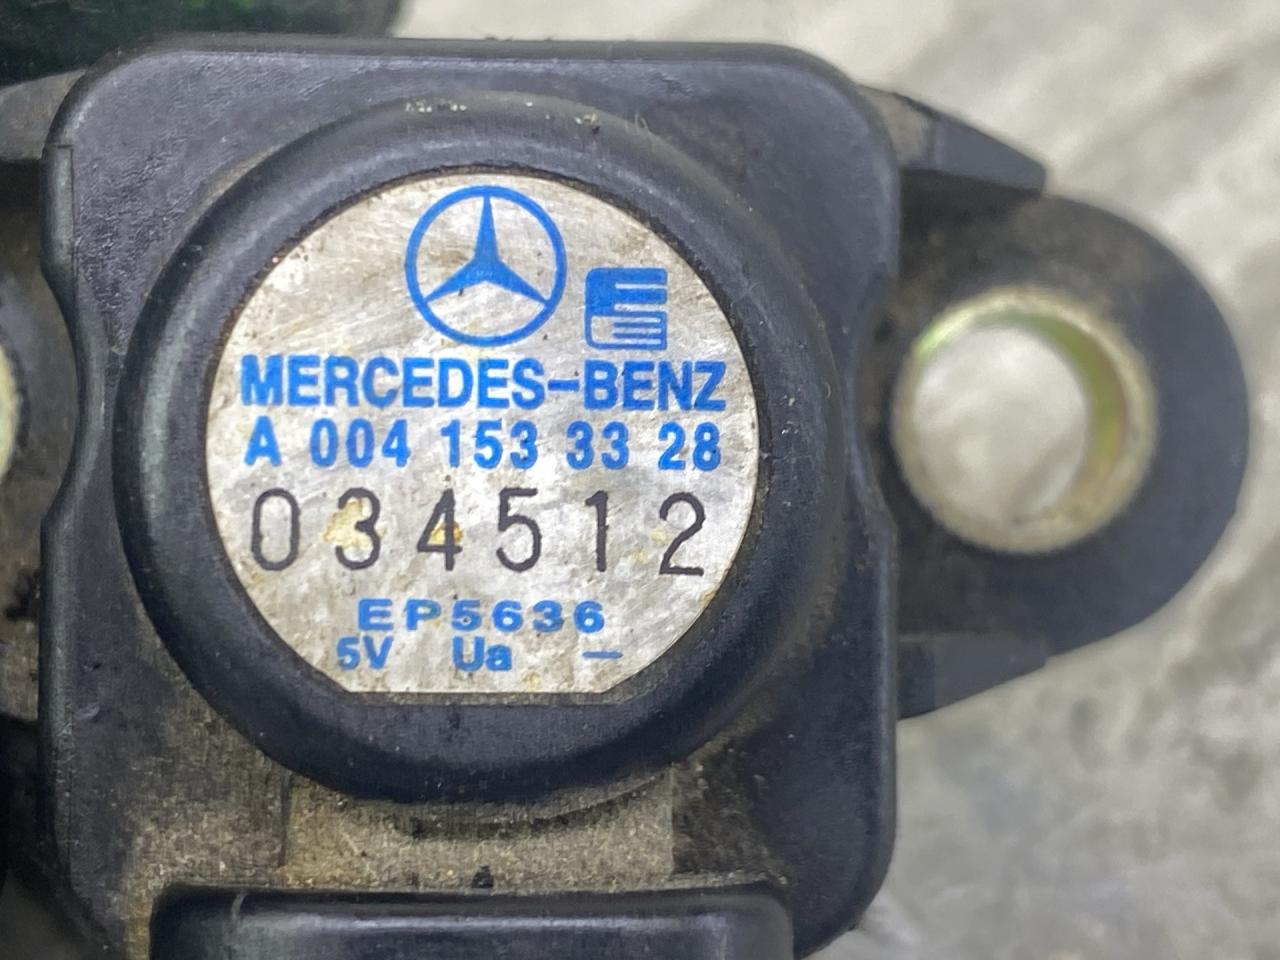 MERCEDES-BENZ
A 004 153 33 28
034512
EP5636
5V Ua —